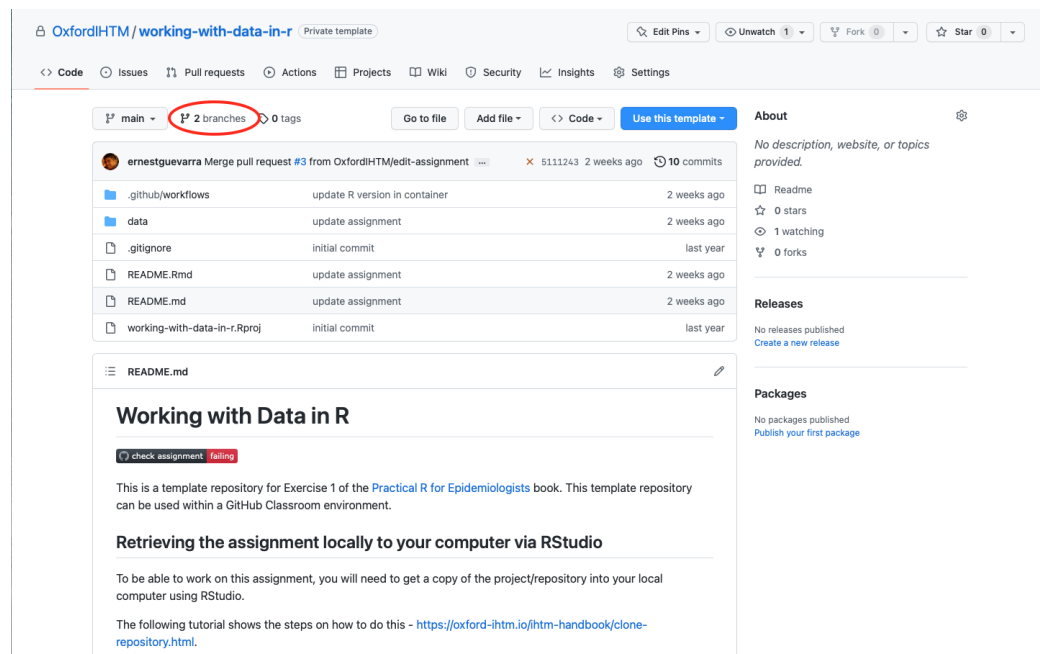 OxfordIHTM / working-with-data-in-r Private template
Edit Pins
Unwatch 1
Fork 0
Star 0
Code
Issues
Pull requests
Actions
Projects
Wiki
Security
Insights
Settings
main
2 branches
0 tags
Go to file
Add file
Code
Use this template
ernestguevarra Merge pull request #3 from OxfordIHTM/edit-assignment ... 5111243 2 weeks ago 10 commits
.github/workflows update R version in container 2 weeks ago
data update assignment 2 weeks ago
.gitignore initial commit last year
README.Rmd update assignment 2 weeks ago
README.md update assignment 2 weeks ago
working-with-data-in-r.Rproj initial commit last year
README.md
Working with Data in R
check assignment failing
This is a template repository for Exercise 1 of the Practical R for Epidemiologists book. This template repository
can be used within a GitHub Classroom environment.
Retrieving the assignment locally to your computer via RStudio
To be able to work on this assignment, you will need to get a copy of the project/repository into your local
computer using RStudio.
The following tutorial shows the steps on how to do this - https://oxford-ihtm.io/ihtm-handbook/clone-
repository.html.
About
No description, website, or topics
provided.
Readme
0 stars
1 watching
0 forks
Releases
No releases published
Create a new release
Packages
No packages published
Publish your first package